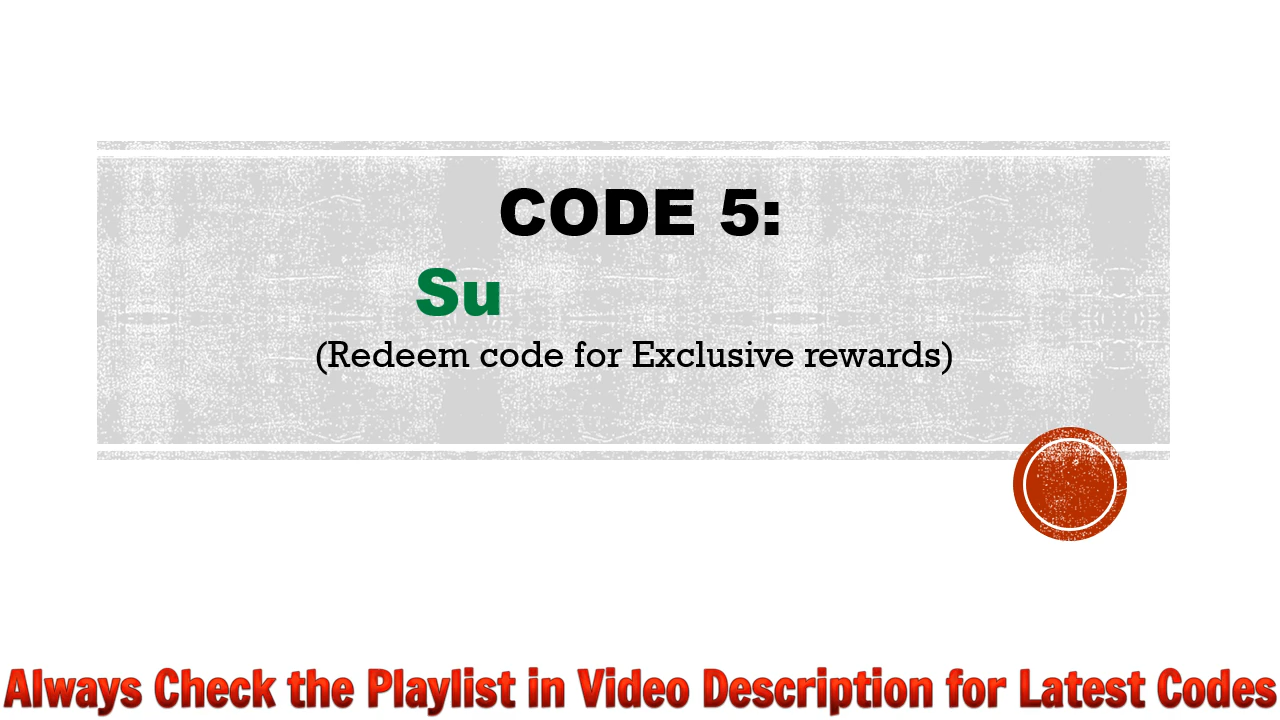 CODE 5:
Su
(Redeem code for Exclusive rewards)
Always Check the Playlist in Video Description for Latest Codes